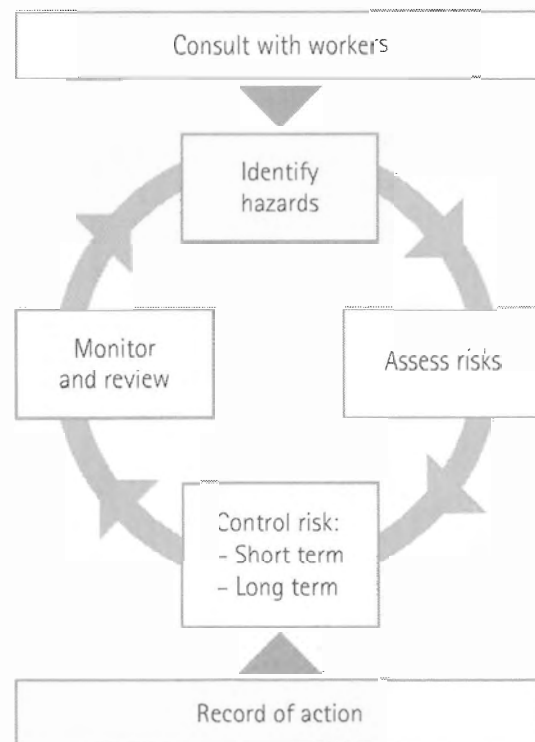 Consult with workers
Identify
hazards
Monitor
and review
Assess risks
Control risk:
– Short term
– Long term
Record of action